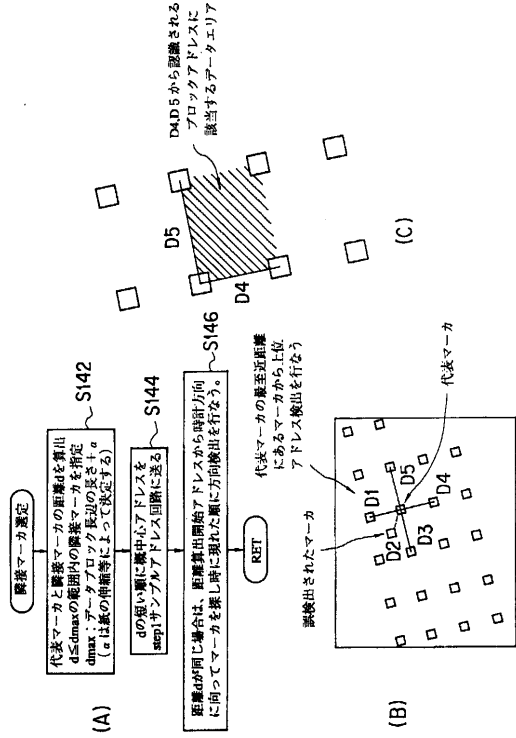 (A)
隣接マーカ選定
S142
代表マーカと隣接マーカの距離dを算出
d≦dmaxの範囲内の隣接マーカを指定
dmax:データブロック長辺の長さ+α
(αは紙の伸縮等によって決定する)
S144
dの短い順に概中心アドレスを
step1サンプルアドレス回路に送る
S146
距離dが同じ場合は、距離算出開始アドレスから時計方向
に向ってマーカを探し時に現れた順に方向検出を行なう。
RET
(B)
誤検出されたマーカ
D1
D2
D3
D4
D5
代表マーカの最至近距離
にあるマーカから上位
アドレス検出を行なう
代表マーカ
(C)
D5
D4
D4,D5から認識される
ブロックアドレスに
該当するデータエリア